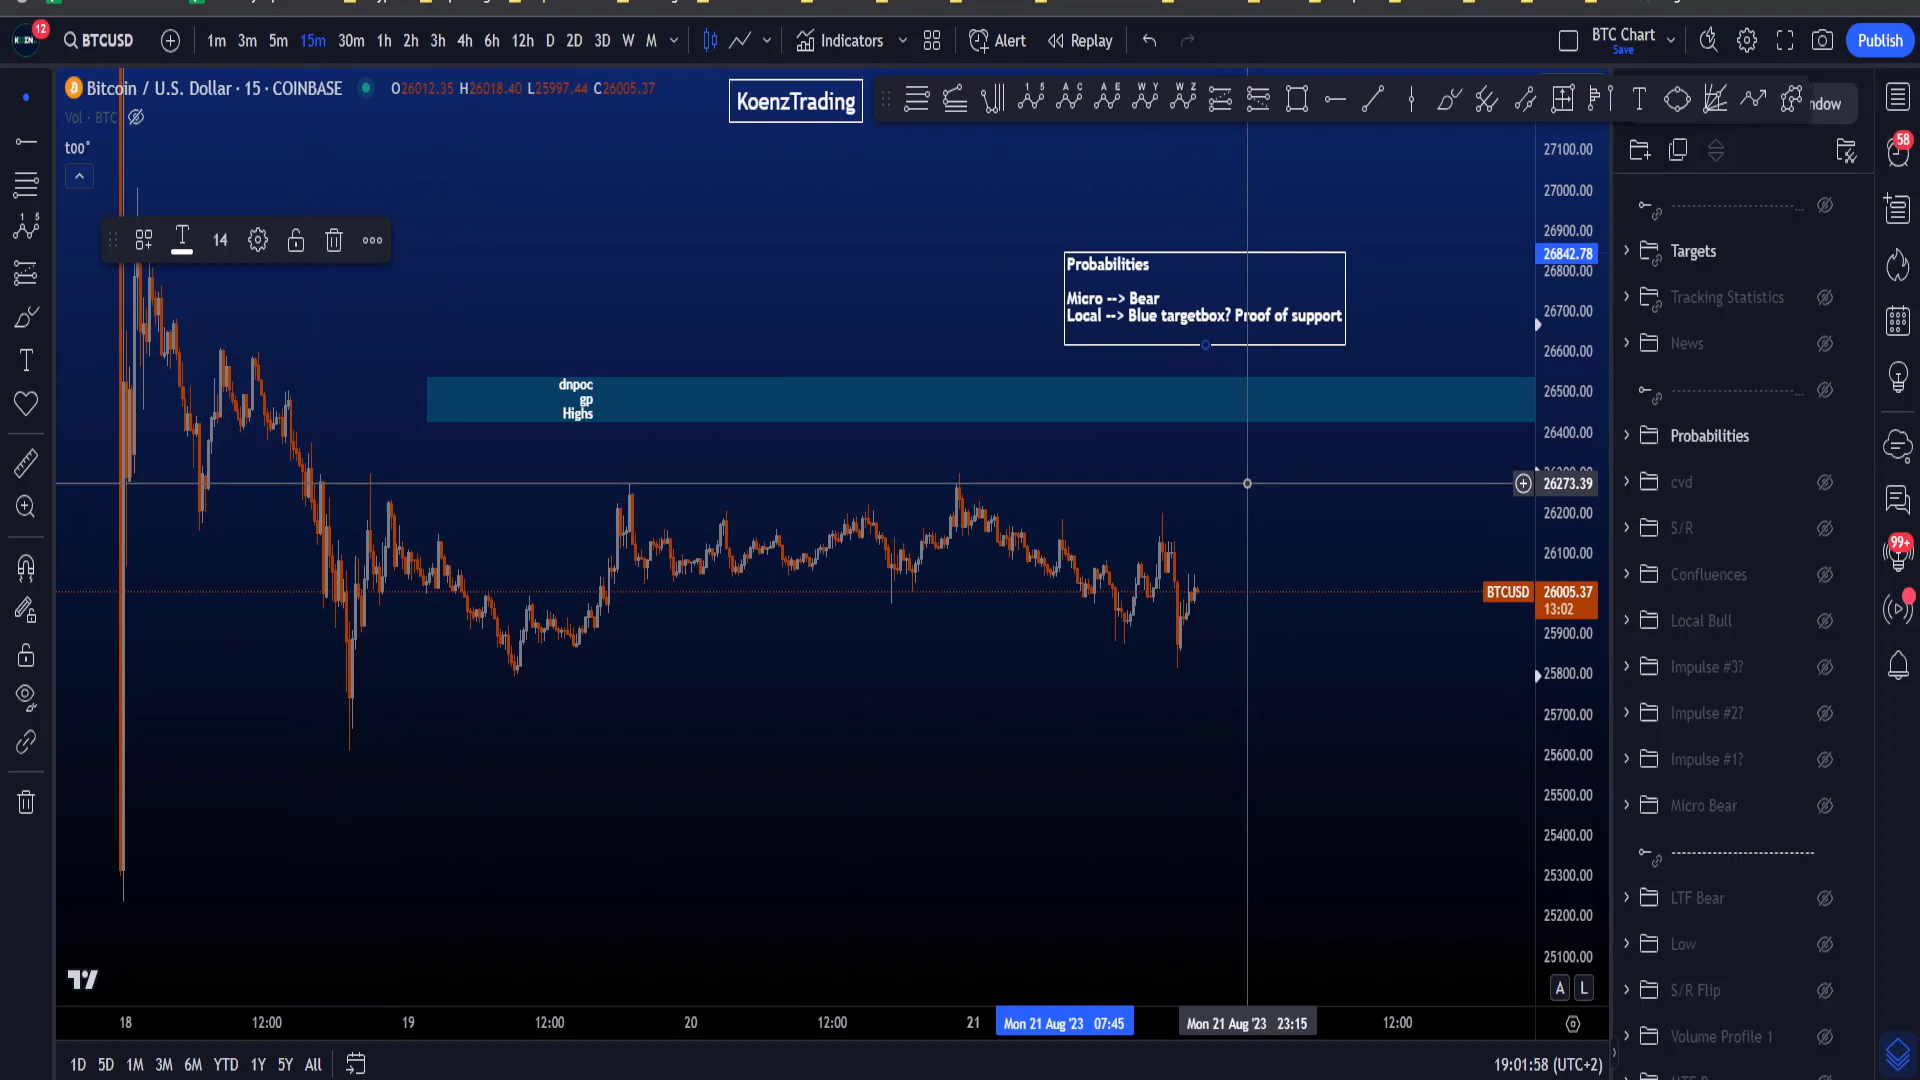 12
BTCUSD
1m 3m 5m 15m 30m 1h 2h 3h 4h 6h 12h D 2D 3D W M
Indicators
Alert
Replay
BTC Chart
Save
Publish
Bitcoin / U.S. Dollar · 15 · COINBASE
O26012.35 H26018.40 L25997.44 C26005.37
Vol · BTC
too°
KoenzTrading
ndow
14
Probabilities
Micro --> Bear
Local --> Blue targetbox? Proof of support
dnpoc
gp
Highs
27100.00
27000.00
26900.00
26842.78
26800.00
26700.00
26600.00
26500.00
26400.00
26273.39
26200.00
26100.00
BTCUSD 26005.37
13:02
25900.00
25800.00
25700.00
25600.00
25500.00
25400.00
25300.00
25200.00
25100.00
A L
18 12:00 19 12:00 20 12:00 21 Mon 21 Aug '23 07:45 Mon 21 Aug '23 23:15 12:00
1D 5D 1M 3M 6M YTD 1Y 5Y All
19:01:58 (UTC+2)
Targets
Tracking Statistics
News
Probabilities
cvd
S/R
Confluences
Local Bull
Impulse #3?
Impulse #2?
Impulse #1?
Micro Bear
LTF Bear
Low
S/R Flip
Volume Profile 1
58
99+